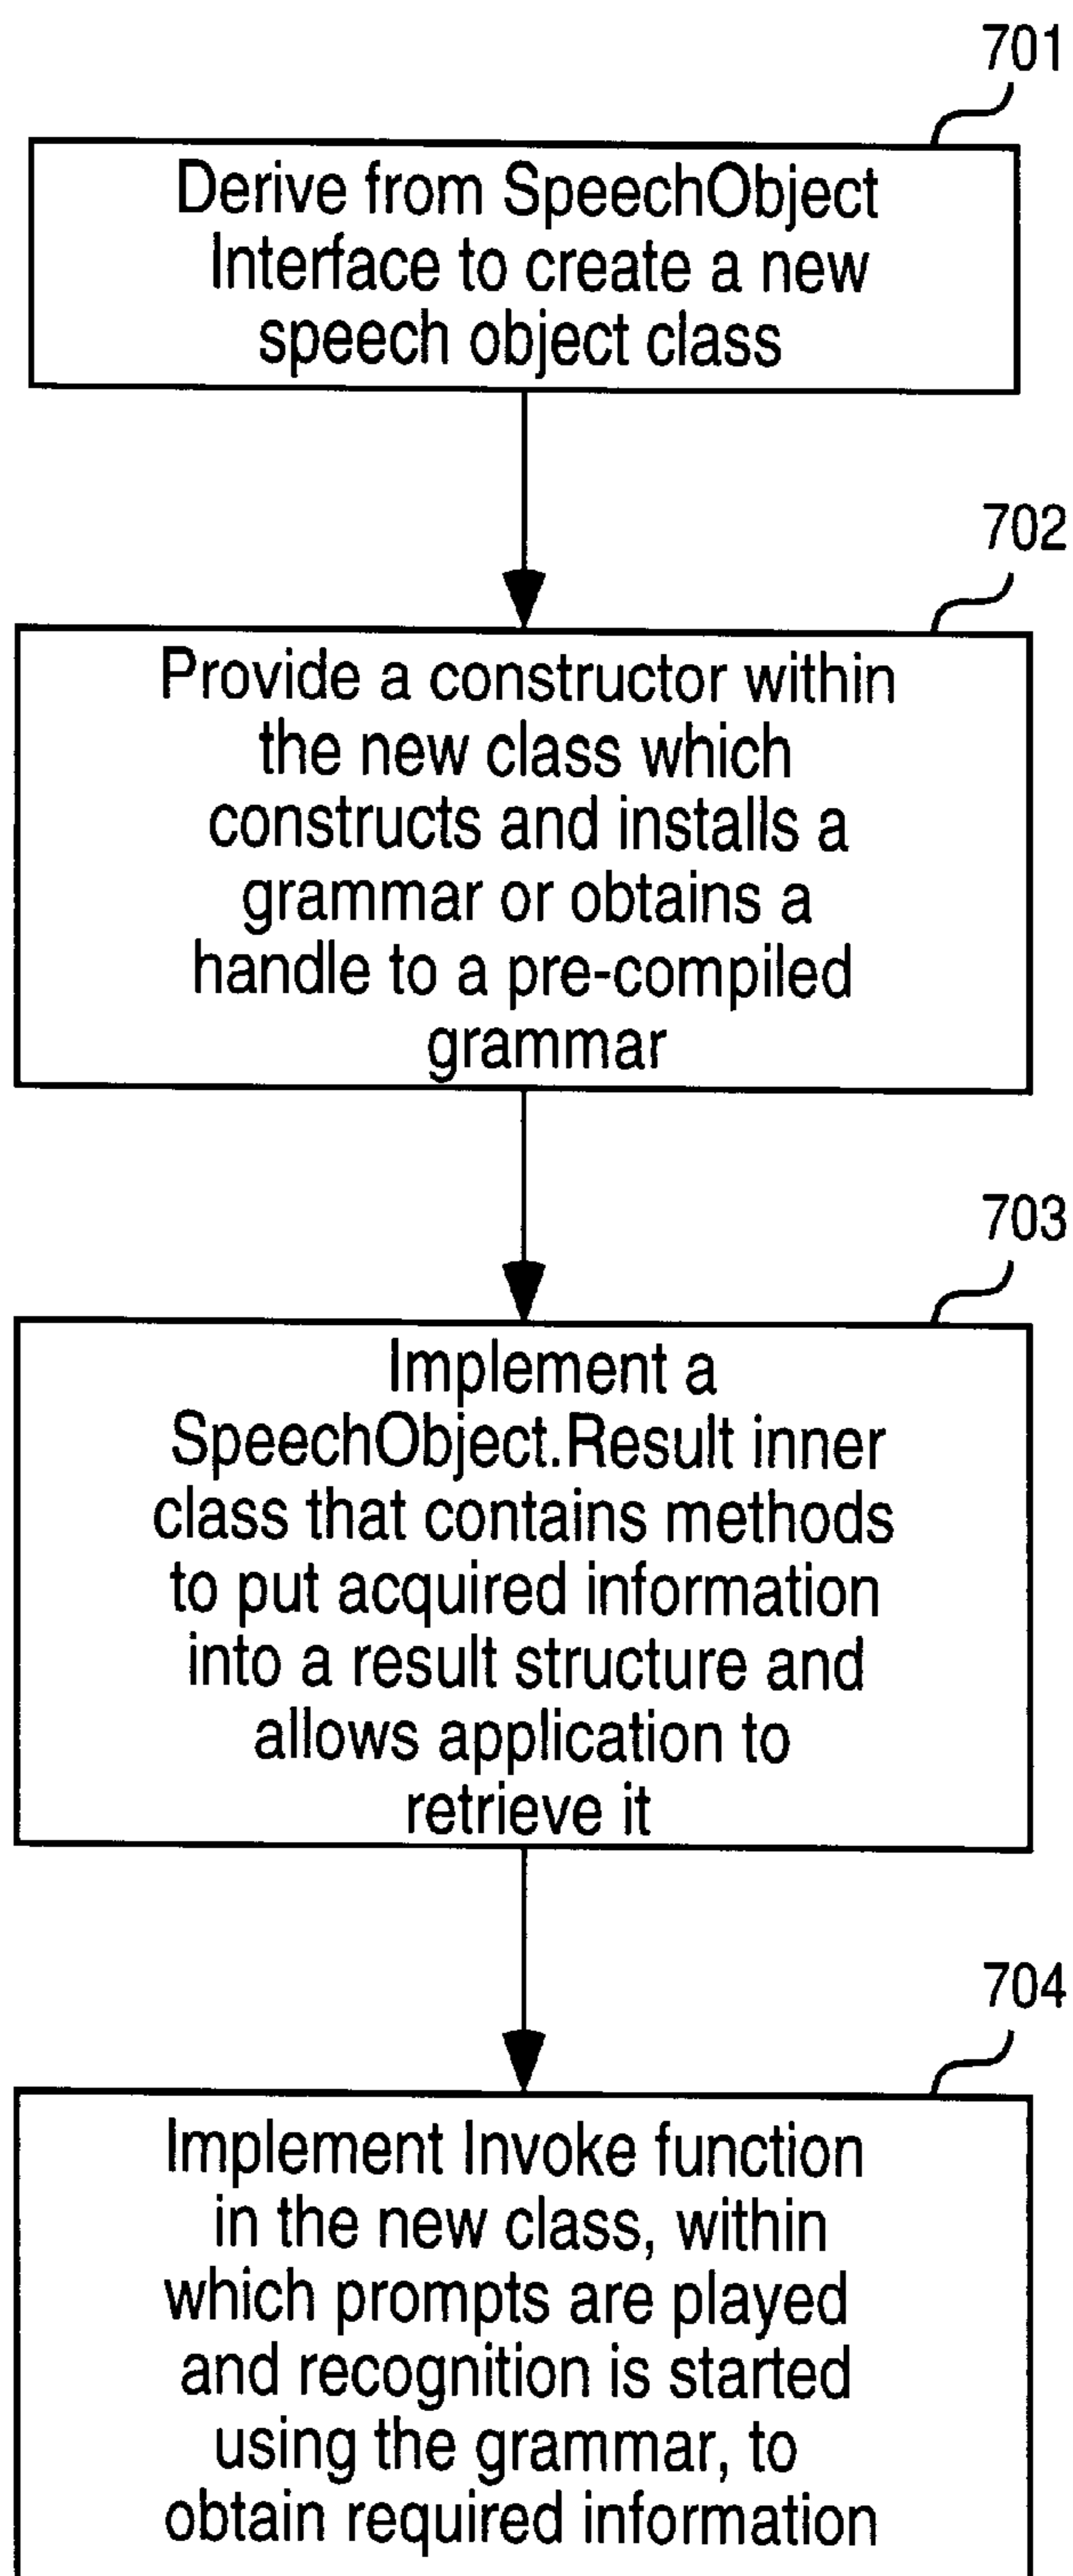 701
Derive from SpeechObject
Interface to create a new
speech object class
702
Provide a constructor within
the new class which
constructs and installs a
grammar or obtains a
handle to a pre-compiled
grammar
703
Implement a
SpeechObject.Result inner
class that contains methods
to put acquired information
into a result structure and
allows application to
retrieve it
704
Implement Invoke function
in the new class, within
which prompts are played
and recognition is started
using the grammar, to
obtain required information